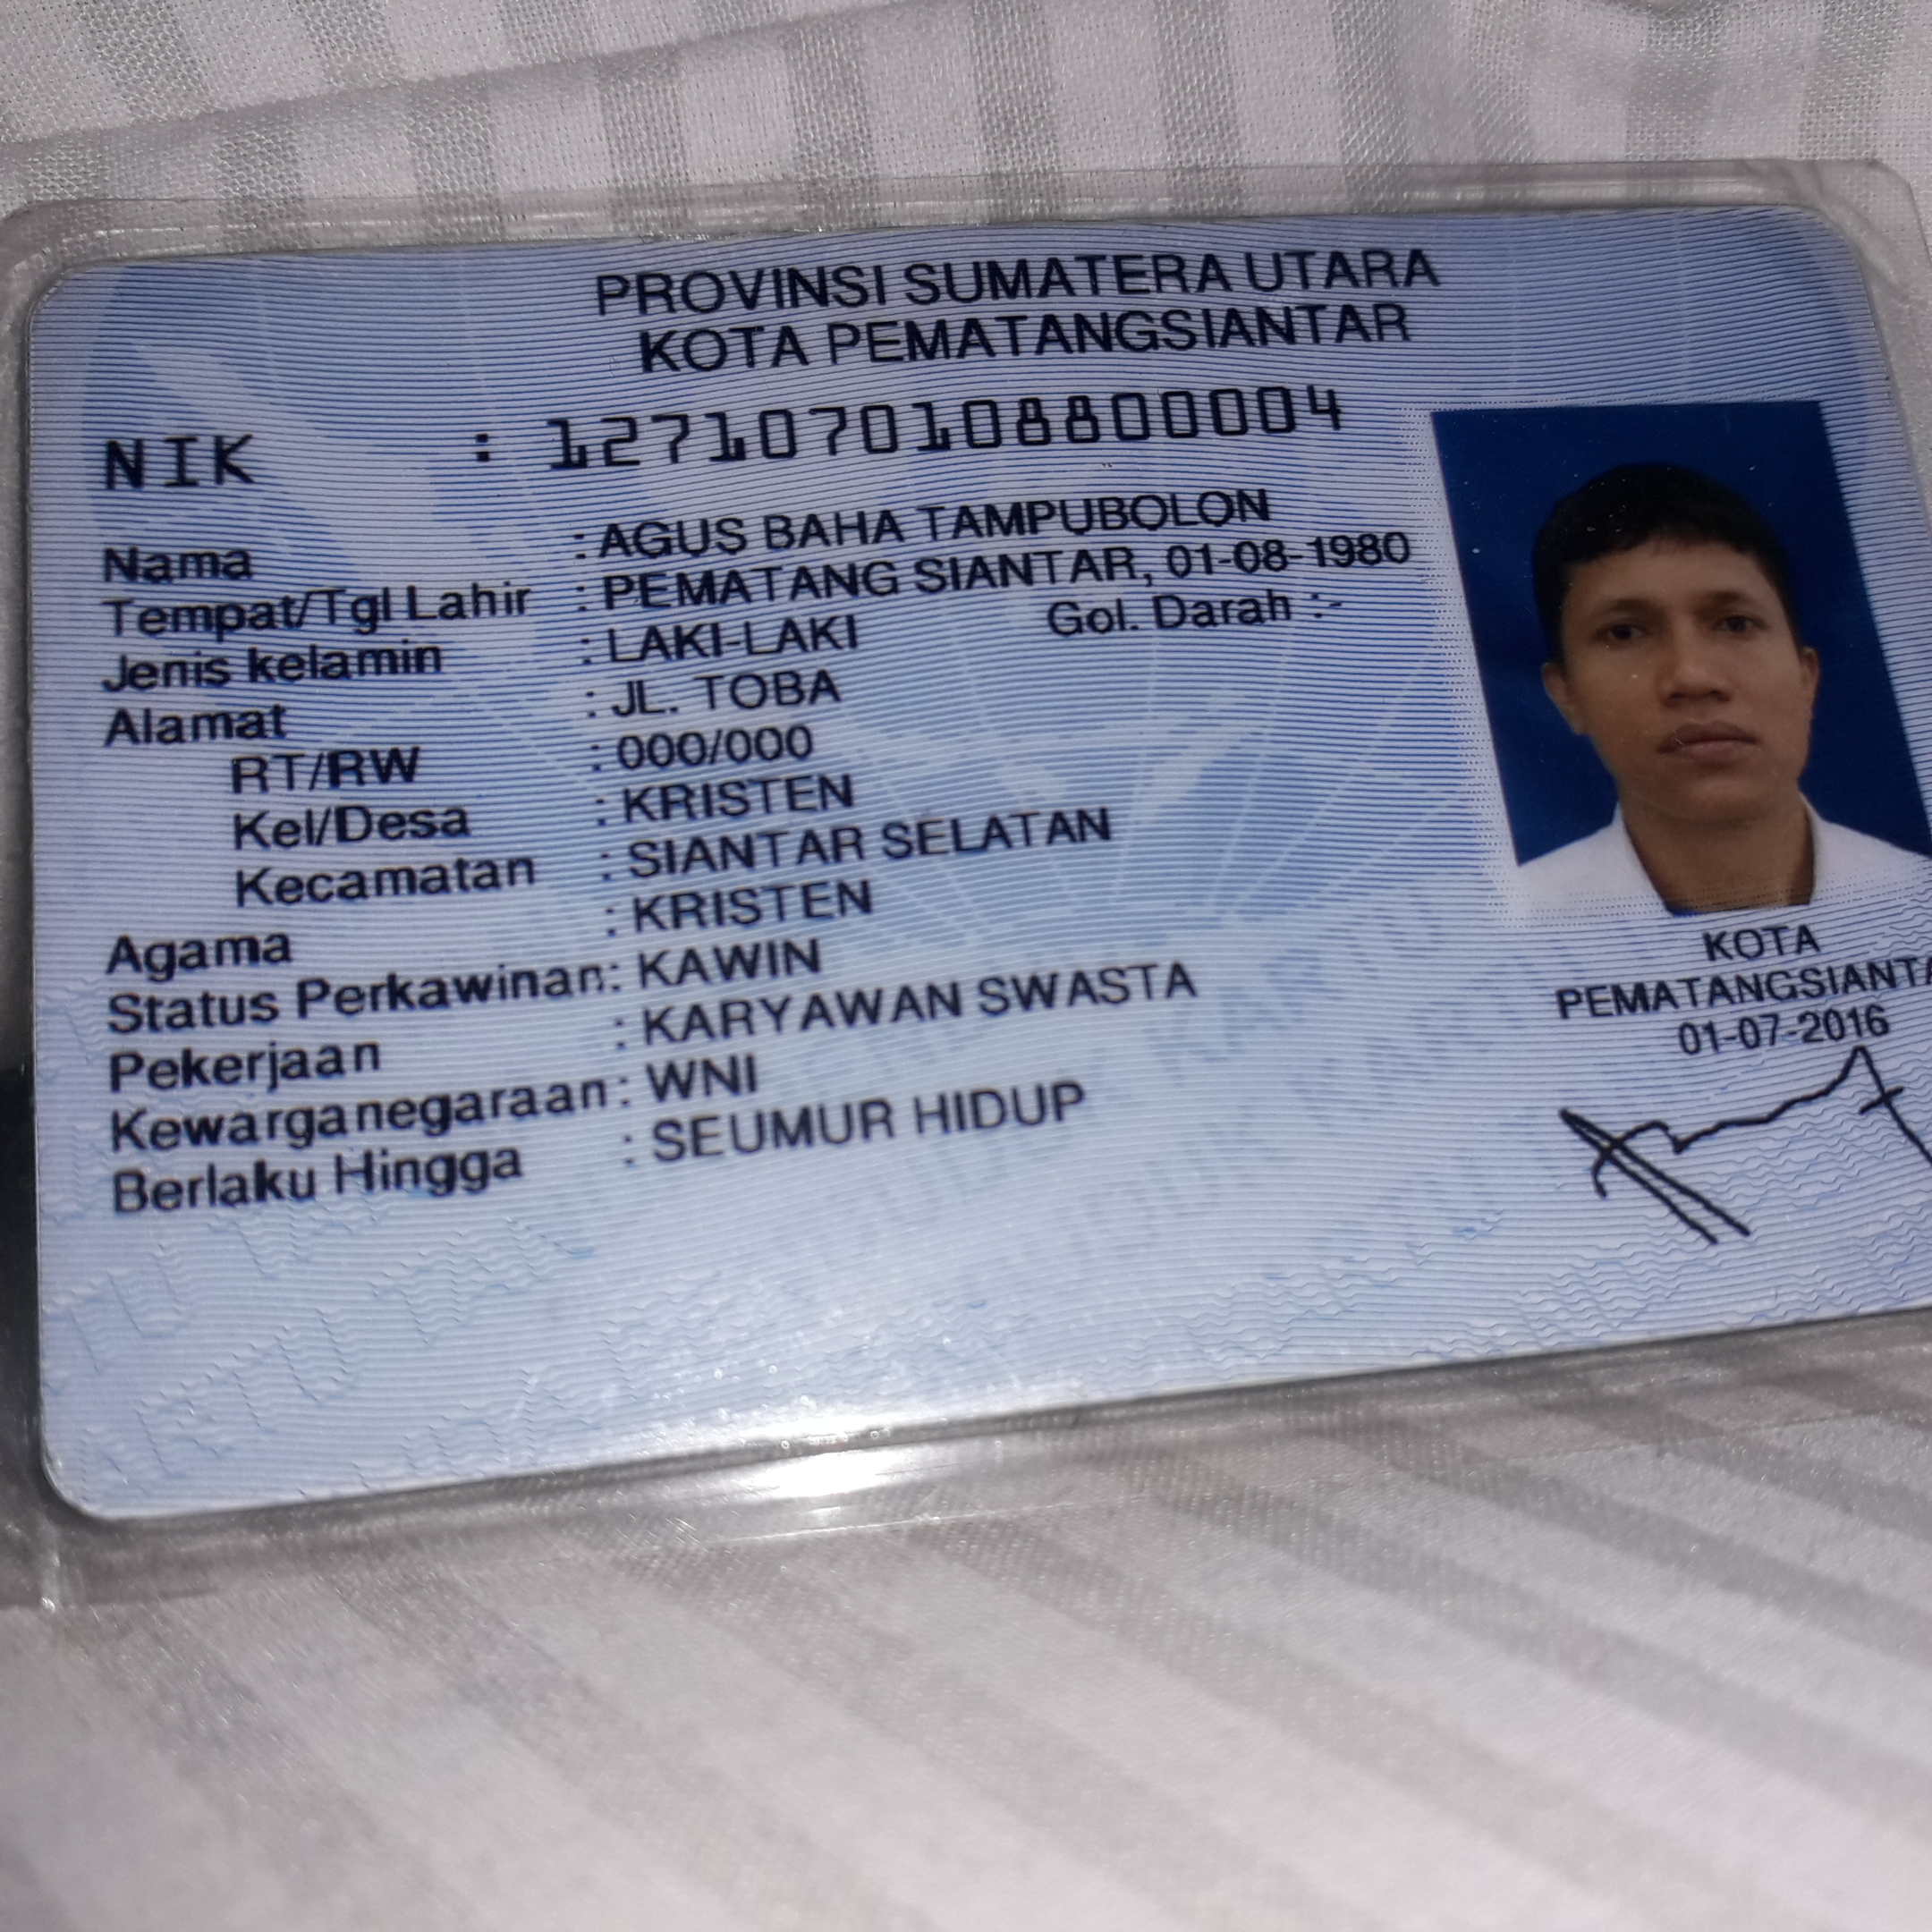 PROVINSI SUMATERA UTARA
KOTA PEMATANGSIANTAR
NIK : 1271070108800004
Nama : AGUS BAHA TAMPUBOLON
Tempat/Tgl Lahir : PEMATANG SIANTAR, 01-08-1980
Jenis kelamin : LAKI-LAKI Gol. Darah :-
Alamat : JL. TOBA
RT/RW : 000/000
Kel/Desa : KRISTEN
Kecamatan : SIANTAR SELATAN
Agama : KRISTEN
Status Perkawinan: KAWIN
Pekerjaan : KARYAWAN SWASTA
Kewarganegaraan: WNI
Berlaku Hingga : SEUMUR HIDUP
KOTA
PEMATANGSIANTA
01-07-2016